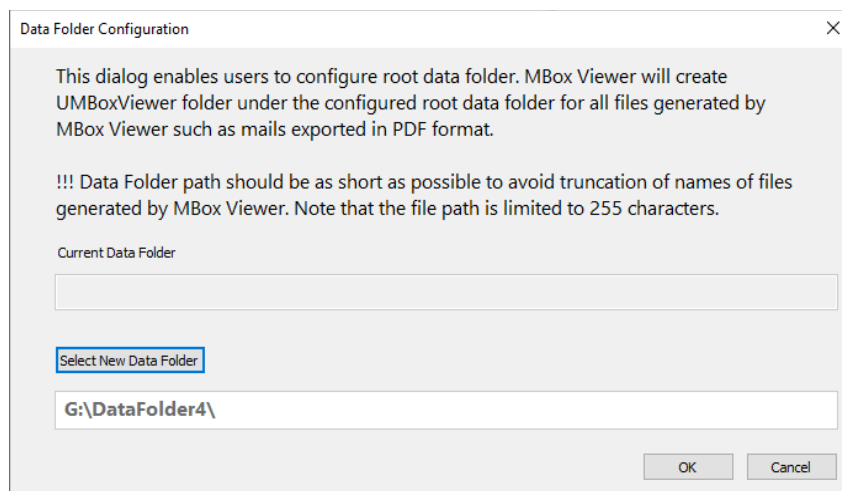 Data Folder Configuration
This dialog enables users to configure root data folder. MBox Viewer will create
UMBoxViewer folder under the configured root data folder for all files generated by
MBox Viewer such as mails exported in PDF format.
!!! Data Folder path should be as short as possible to avoid truncation of names of files
generated by MBox Viewer. Note that the file path is limited to 255 characters.
Current Data Folder
Select New Data Folder
G:\DataFolder4\
OK
Cancel